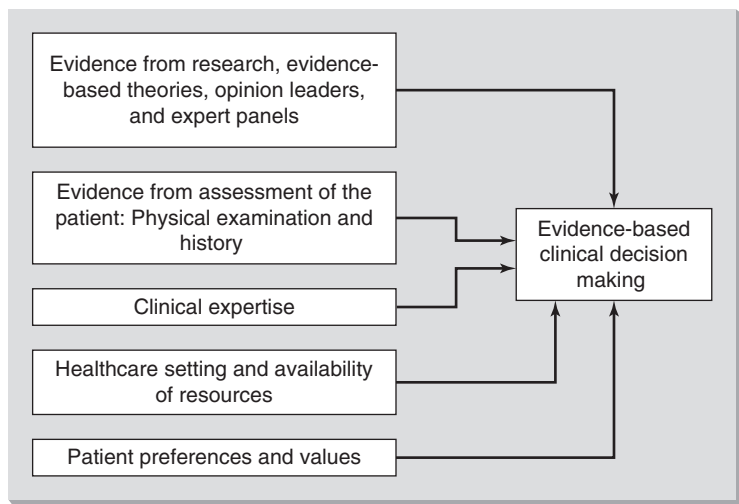 Evidence from research, evidence-
based theories, opinion leaders,
and expert panels
Evidence from assessment of the
patient: Physical examination and
history
Clinical expertise
Healthcare setting and availability
of resources
Patient preferences and values
Evidence-based
clinical decision
making